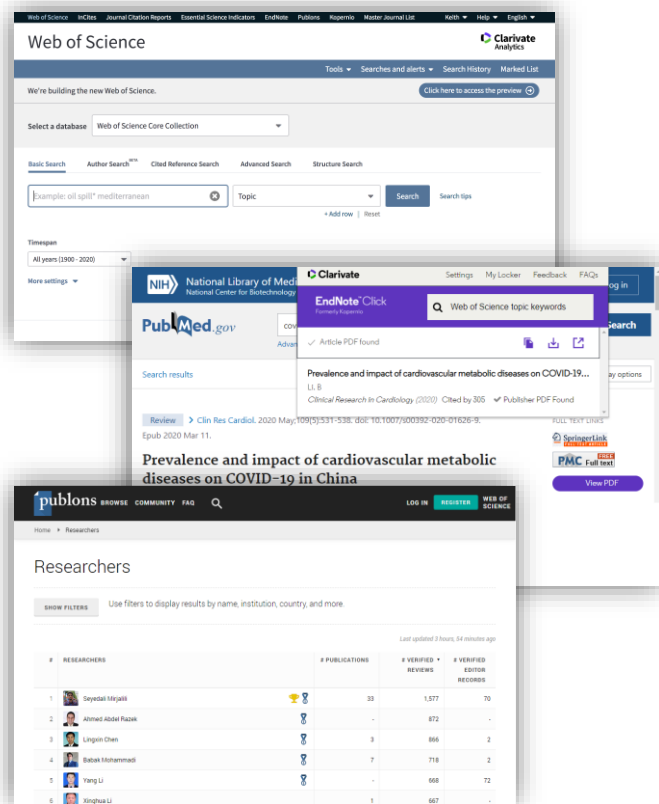 Web of Science InCites Journal Citation Reports Essential Science Indicators EndNote Publons Kopernio Master Journal List Keith Help English
Web of Science
Clarivate
Analytics
Tools Searches and alerts Search History Marked List
We're building the new Web of Science.
Click here to access the preview
Select a database Web of Science Core Collection
Basic Search Author Search BETA Cited Reference Search Advanced Search Structure Search
Example: oil spill* mediterranean
Topic
Search
Search tips
+ Add row | Reset
Timespan
All years (1900 - 2020)
More settings
NIH
National Library of Medi
National Center for Biotechnology
og in
PubMed.gov
cov
Search
Advan
Search results
ay options
Clarivate Settings My Locker Feedback FAQs
EndNote Click
Formerly Kopernio
Web of Science topic keywords
Article PDF found
Prevalence and impact of cardiovascular metabolic diseases on COVID-19...
LI, B
Clinical Research In Cardiology (2020) Cited by 305 Publisher PDF Found
Review > Clin Res Cardiol. 2020 May;109(5):531-538. doi: 10.1007/s00392-020-01626-9.
Epub 2020 Mar 11.
Prevalence and impact of cardiovascular metabolic
diseases on COVID-19 in China
FULL TEXT LINKS
SpringerLink
PMC FREE Full text
View PDF
publons BROWSE COMMUNITY FAQ
LOG IN REGISTER WEB OF SCIENCE
Home Researchers
Researchers
SHOW FILTERS Use filters to display results by name, institution, country, and more.
Last updated 3 hours, 34 minutes ago
# RESEARCHERS # PUBLICATIONS # VERIFIED REVIEWS # VERIFIED EDITOR RECORDS
1 Seyedali Mirjalili 33 1,577 70
2 Ahmed Abdel Razek - 872 -
3 Lingxin Chen 3 866 2
4 Babak Mohammadi 7 718 2
5 Yang Li - 668 72
6 Xinghua Li 1 667 -